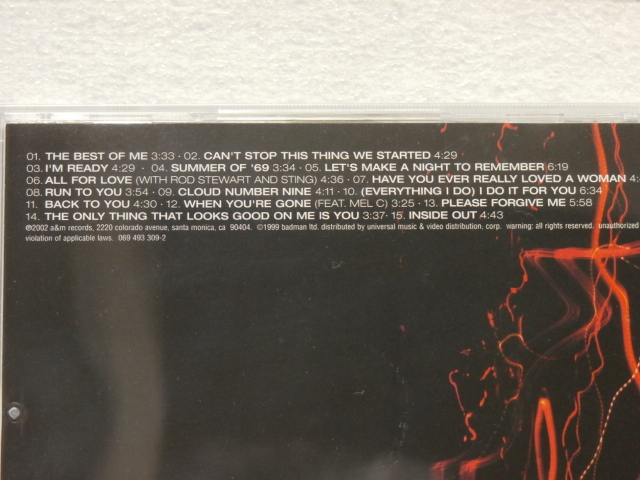 01. THE BEST OF ME 3:33 · 02. CAN'T STOP THIS THING WE STARTED 4:29
03. I'M READY 4:29 · 04. SUMMER OF '69 3:34 · 05. LET'S MAKE A NIGHT TO REMEMBER 6:19
06. ALL FOR LOVE (WITH ROD STEWART AND STING) 4:36 · 07. HAVE YOU EVER REALLY LOVED A WOMAN 4:
08. RUN TO YOU 3:54 · 09. CLOUD NUMBER NINE 4:11 · 10. (EVERYTHING I DO) I DO IT FOR YOU 6:34
11. BACK TO YOU 4:30 · 12. WHEN YOU'RE GONE (FEAT. MEL C) 3:25 · 13. PLEASE FORGIVE ME 5:58
14. THE ONLY THING THAT LOOKS GOOD ON ME IS YOU 3:37 · 15. INSIDE OUT 4:43
℗2002 a&m records, 2220 colorado avenue, santa monica, ca 90404. ©1999 badman ltd. distributed by universal music & video distribution, corp. warning: all rights reserved. unauthorized
violation of applicable laws. 069 493 309-2